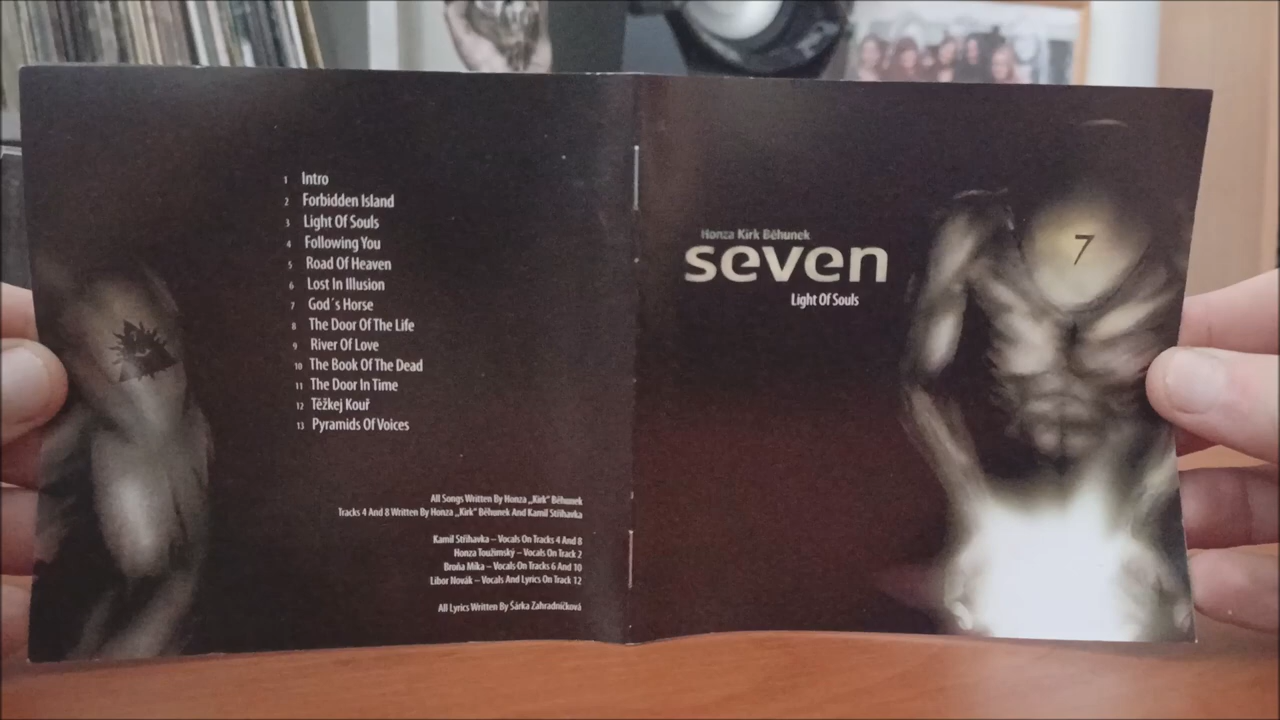 1 Intro
2 Forbidden Island
3 Light Of Souls
4 Following You
5 Road Of Heaven
6 Lost In Illusion
7 God´s Horse
8 The Door Of The Life
9 River Of Love
10 The Book Of The Dead
11 The Door In Time
12 Těžkej Kouř
13 Pyramids Of Voices
All Songs Written By Honza „Kirk“ Běhunek
Tracks 4 And 8 Written By Honza „Kirk“ Běhunek And Kamil Střihavka
Kamil Střihavka – Vocals On Tracks 4 And 8
Honza Toužimský – Vocals On Track 2
Broňa Míka – Vocals On Tracks 6 And 10
Libor Novák – Vocals And Lyrics On Track 12
All Lyrics Written By Šárka Zahradníčková
Honza Kirk Běhunek
seven
Light Of Souls
7